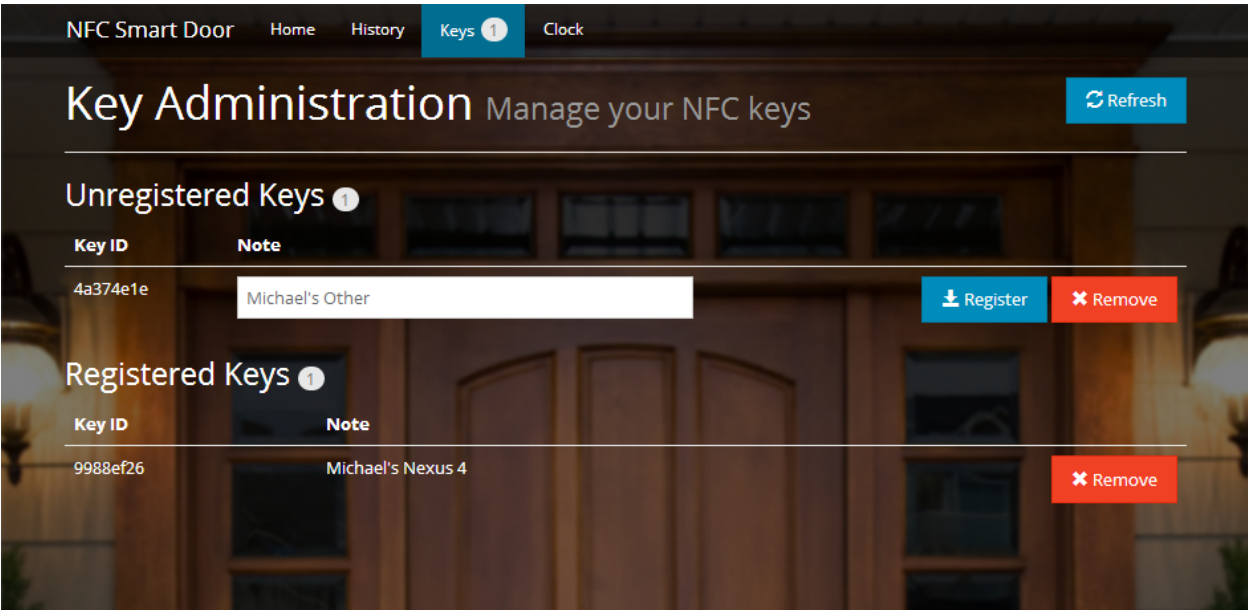 NFC Smart Door Home History Keys 1 Clock
Key Administration Manage your NFC keys Refresh
Unregistered Keys 1
Key ID Note
4a374e1e Michael's Other Register Remove
Registered Keys 1
Key ID Note
9988ef26 Michael's Nexus 4 Remove